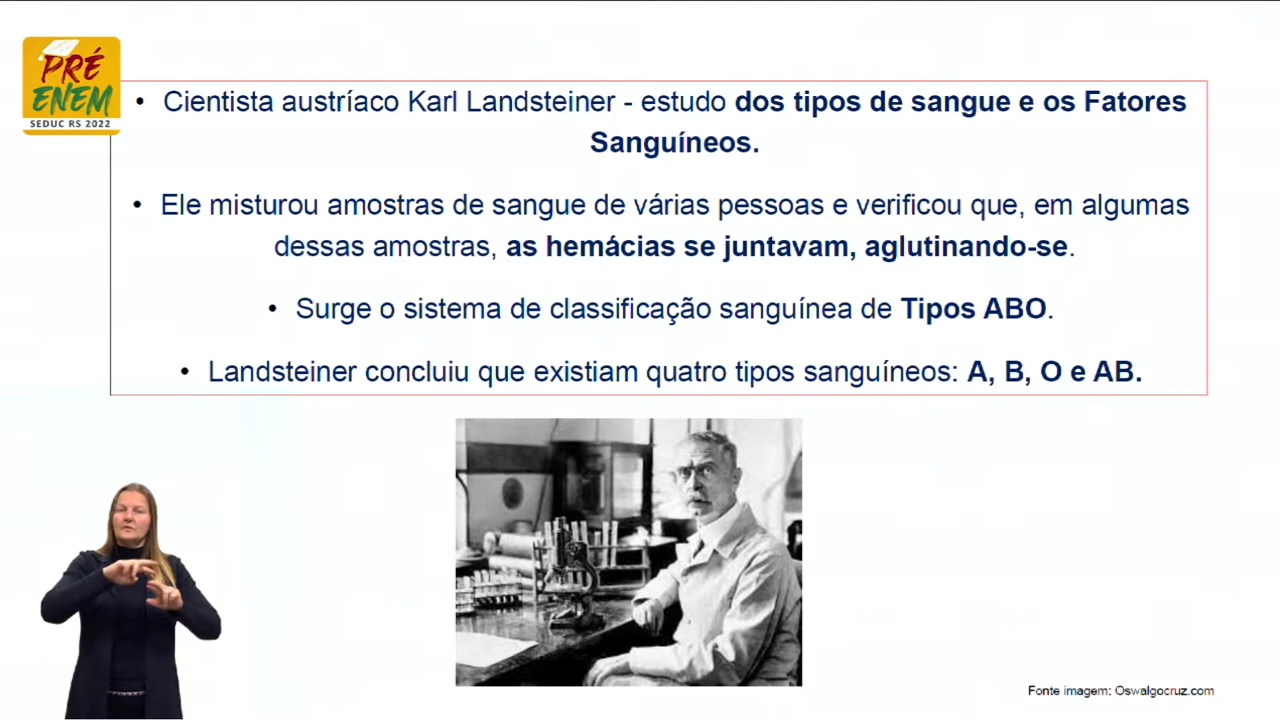 PRÉ
ENEM
SEDUC RS 2022
• Cientista austríaco Karl Landsteiner - estudo dos tipos de sangue e os Fatores
Sanguíneos.
• Ele misturou amostras de sangue de várias pessoas e verificou que, em algumas
dessas amostras, as hemácias se juntavam, aglutinando-se.
• Surge o sistema de classificação sanguínea de Tipos ABO.
• Landsteiner concluiu que existiam quatro tipos sanguíneos: A, B, O e AB.
Fonte imagem: Oswalgocruz.com